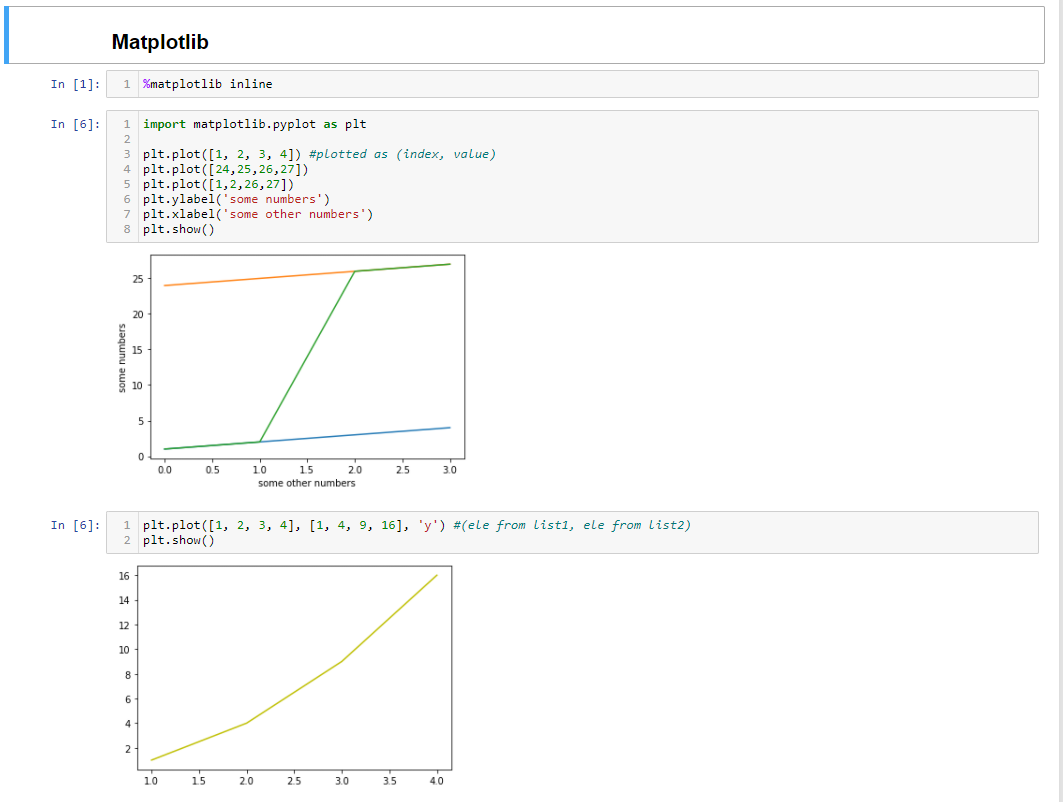 Matplotlib
In [1]:
1 %matplotlib inline
In [6]:
1 import matplotlib.pyplot as plt
2
3 plt.plot([1, 2, 3, 4]) #plotted as (index, value)
4 plt.plot([24,25,26,27])
5 plt.plot([1,2,26,27])
6 plt.ylabel('some numbers')
7 plt.xlabel('some other numbers')
8 plt.show()
some numbers
25
20
15
10
5
0
0.0 0.5 1.0 1.5 2.0 2.5 3.0
some other numbers
In [6]:
1 plt.plot([1, 2, 3, 4], [1, 4, 9, 16], 'y') #(ele from list1, ele from list2)
2 plt.show()
16
14
12
10
8
6
4
2
1.0 1.5 2.0 2.5 3.0 3.5 4.0